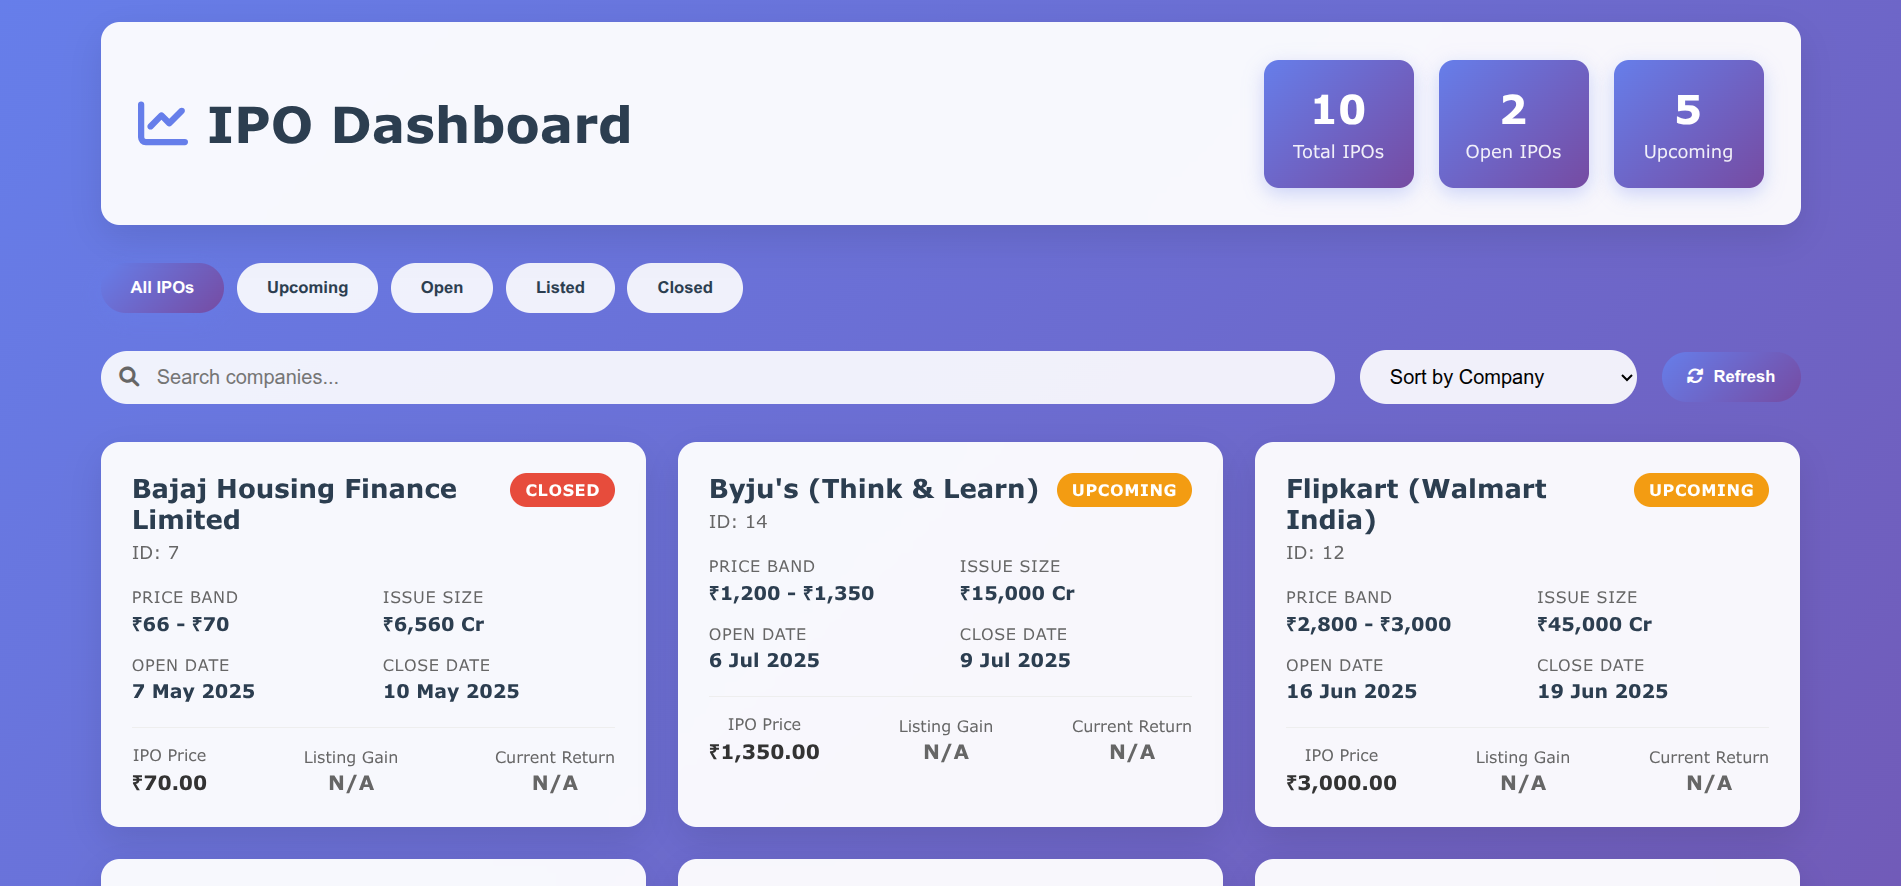 IPO Dashboard
10
Total IPOs
2
Open IPOs
5
Upcoming
All IPOs
Upcoming
Open
Listed
Closed
Search companies...
Sort by Company
Refresh
Bajaj Housing Finance
Limited
CLOSED
ID: 7
PRICE BAND
₹66 - ₹70
ISSUE SIZE
₹6,560 Cr
OPEN DATE
7 May 2025
CLOSE DATE
10 May 2025
IPO Price
₹70.00
Listing Gain
N/A
Current Return
N/A
Byju's (Think & Learn)
UPCOMING
ID: 14
PRICE BAND
₹1,200 - ₹1,350
ISSUE SIZE
₹15,000 Cr
OPEN DATE
6 Jul 2025
CLOSE DATE
9 Jul 2025
IPO Price
₹1,350.00
Listing Gain
N/A
Current Return
N/A
Flipkart (Walmart
India)
UPCOMING
ID: 12
PRICE BAND
₹2,800 - ₹3,000
ISSUE SIZE
₹45,000 Cr
OPEN DATE
16 Jun 2025
CLOSE DATE
19 Jun 2025
IPO Price
₹3,000.00
Listing Gain
N/A
Current Return
N/A